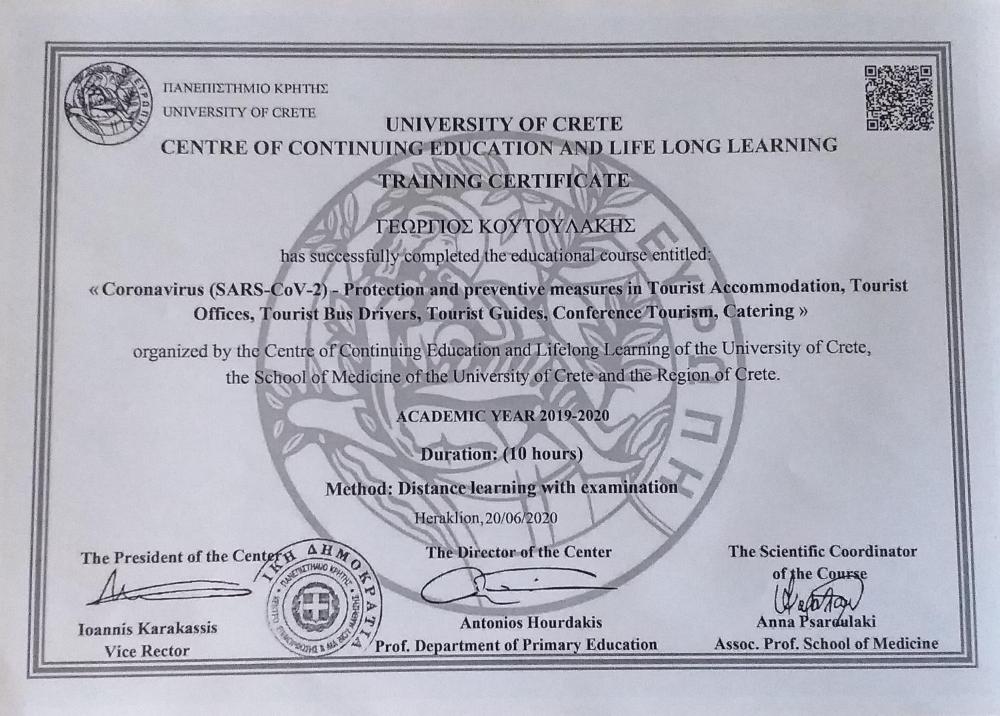 ΠΑΝΕΠΙΣΤΗΜΙΟ ΚΡΗΤΗΣ
UNIVERSITY OF CRETE
UNIVERSITY OF CRETE
CENTRE OF CONTINUING EDUCATION AND LIFE LONG LEARNING
TRAINING CERTIFICATE
ΓΕΩΡΓΙΟΣ ΚΟΥΤΟΥΛΑΚΗΣ
has successfully completed the educational course entitled:
«Coronavirus (SARS-CoV-2) - Protection and preventive measures in Tourist Accommodation, Tourist
Offices, Tourist Bus Drivers, Tourist Guides, Conference Tourism, Catering »
organized by the Centre of Continuing Education and Lifelong Learning of the University of Crete,
the School of Medicine of the University of Crete and the Region of Crete.
ACADEMIC YEAR 2019-2020
Duration: (10 hours)
Method: Distance learning with examination
Heraklion,20/06/2020
The President of the Center
Ioannis Karakassis
Vice Rector
The Director of the Center
Antonios Hourdakis
Prof. Department of Primary Education
The Scientific Coordinator
of the Course
Anna Psaroulaki
Assoc. Prof. School of Medicine
ΕΥΡΩΠΗ
ΕΥΡΩΠΗ
ΙΚΗ ΔΗΜΟΚΡΑΤΙΑ
ΠΑΝΕΠΙΣΤΗΜΙΟ ΚΡΗΤΗΣ